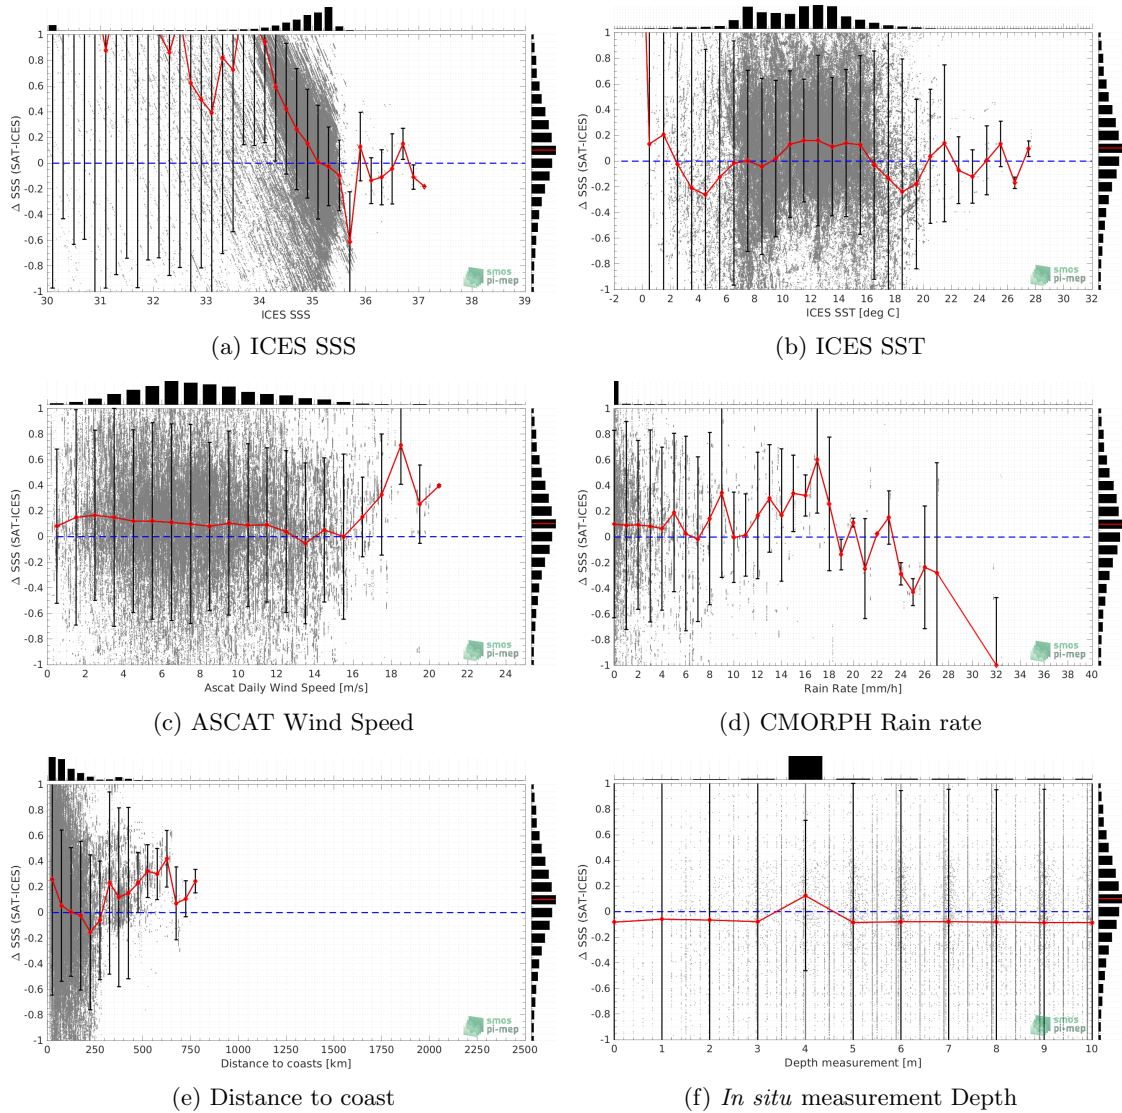 Δ SSS (SAT-ICES)
1
0.8
0.6
0.4
0.2
0
-0.2
-0.4
-0.6
-0.8
-1
30 31 32 33 34 35 36 37 38 39
ICES SSS
smos
pi-mep
(a) ICES SSS
Δ SSS (SAT-ICES)
1
0.8
0.6
0.4
0.2
0
-0.2
-0.4
-0.6
-0.8
-1
-2 0 2 4 6 8 10 12 14 16 18 20 22 24 26 28 30 32
ICES SST [deg C]
smos
pi-mep
(b) ICES SST
Δ SSS (SAT-ICES)
1
0.8
0.6
0.4
0.2
0
-0.2
-0.4
-0.6
-0.8
-1
0 2 4 6 8 10 12 14 16 18 20 22 24
Ascat Daily Wind Speed [m/s]
smos
pi-mep
(c) ASCAT Wind Speed
Δ SSS (SAT-ICES)
1
0.8
0.6
0.4
0.2
0
-0.2
-0.4
-0.6
-0.8
-1
0 2 4 6 8 10 12 14 16 18 20 22 24 26 28 30 32 34 36 38 40
Rain Rate [mm/h]
smos
pi-mep
(d) CMORPH Rain rate
Δ SSS (SAT-ICES)
1
0.8
0.6
0.4
0.2
0
-0.2
-0.4
-0.6
-0.8
-1
0 250 500 750 1000 1250 1500 1750 2000 2250 2500
Distance to coasts [km]
smos
pi-mep
(e) Distance to coast
Δ SSS (SAT-ICES)
1
0.8
0.6
0.4
0.2
0
-0.2
-0.4
-0.6
-0.8
-1
0 1 2 3 4 5 6 7 8 9 10
Depth measurement [m]
smos
pi-mep
(f) In situ measurement Depth